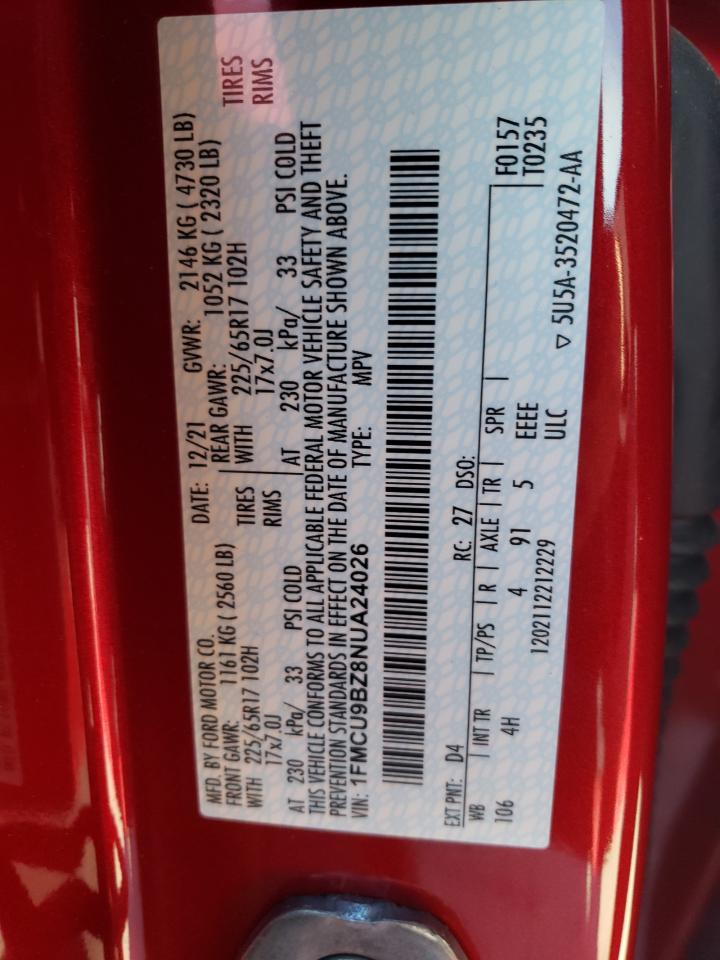 MFD. BY FORD MOTOR CO.
DATE: 12/21 GVWR: 2146 KG ( 4730 LB)
FRONT GAWR: 1161 KG ( 2560 LB) REAR GAWR: 1052 KG ( 2320 LB)
WITH 225/65R17 102H TIRES WITH 225/65R17 102H TIRES
17x7.0J RIMS 17x7.0J RIMS
AT 230 kPa/ 33 PSI COLD AT 230 kPa/ 33 PSI COLD
THIS VEHICLE CONFORMS TO ALL APPLICABLE FEDERAL MOTOR VEHICLE SAFETY AND THEFT
PREVENTION STANDARDS IN EFFECT ON THE DATE OF MANUFACTURE SHOWN ABOVE.
VIN: 1FMCU9BZ8NUA24026 TYPE: MPV
EXT PNT: D4 RC: 27 DSO:
WB INT TR TP/PS R AXLE TR SPR F0157
106 4H 4 91 5 EEEE T0235
1202112212229 ULC
▽ 5U5A-3520472-AA